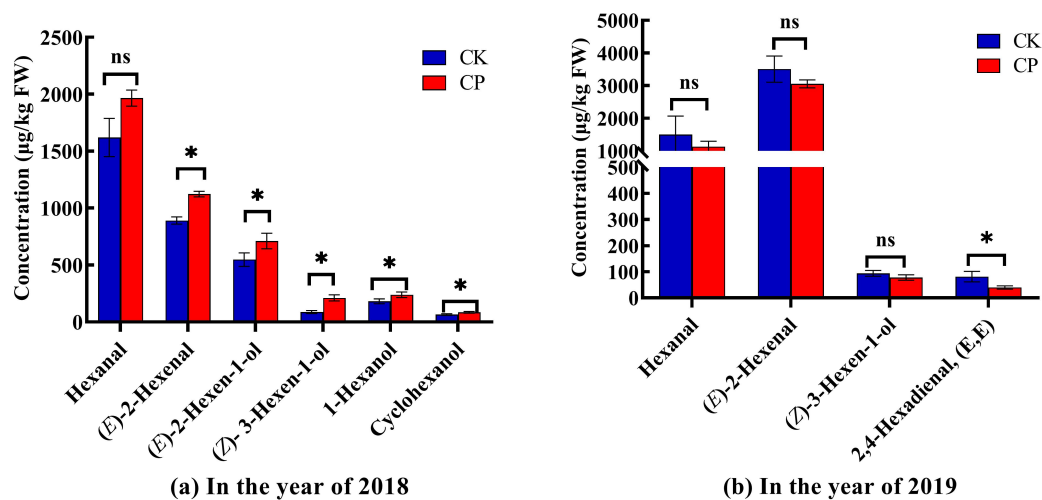 Concentration (μg/kg FW)
2500
2000
1500
1000
500
0
ns
*
*
*
*
*
CK
CP
Hexanal
(E)-2-Hexenal
(E)-2-Hexen-1-ol
(Z)- 3-Hexen-1-ol
1-Hexanol
Cyclohexanol
(a) In the year of 2018
Concentration (μg/kg FW)
5000
4000
3000
2000
1000
500
400
300
200
100
0
ns
ns
ns
*
CK
CP
Hexanal
(E)-2-Hexenal
(Z)-3-Hexen-1-ol
2,4-Hexadienal, (E,E)
(b) In the year of 2019